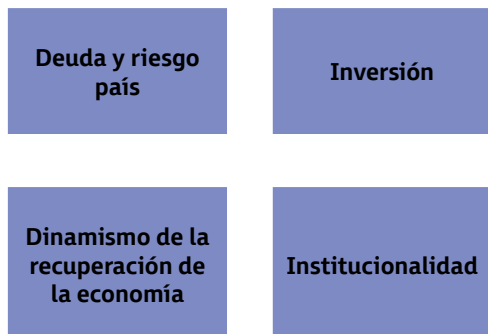 Deuda y riesgo
país
Inversión
Dinamismo de la
recuperación de
la economía
Institucionalidad